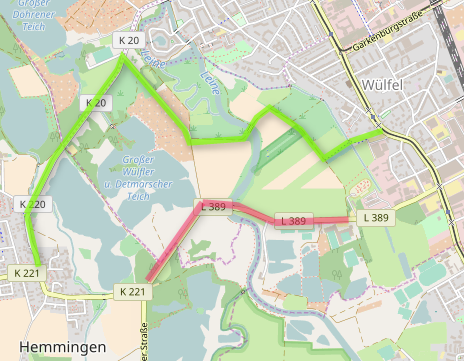 Großer
Döhrener
Teich
K 20
Garkenburgstraße
Leine
Leine
Wülfel
K 20
Großer
Wülfler
u. Detmarscher
Teich
K 220
L 389
L 389
L 389
K 221
K 221
Hemmingen